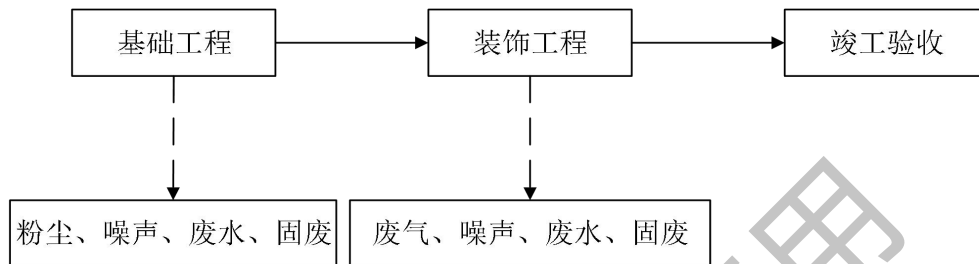 基础工程
装饰工程
竣工验收
粉尘、噪声、废水、固废
废气、噪声、废水、固废
用